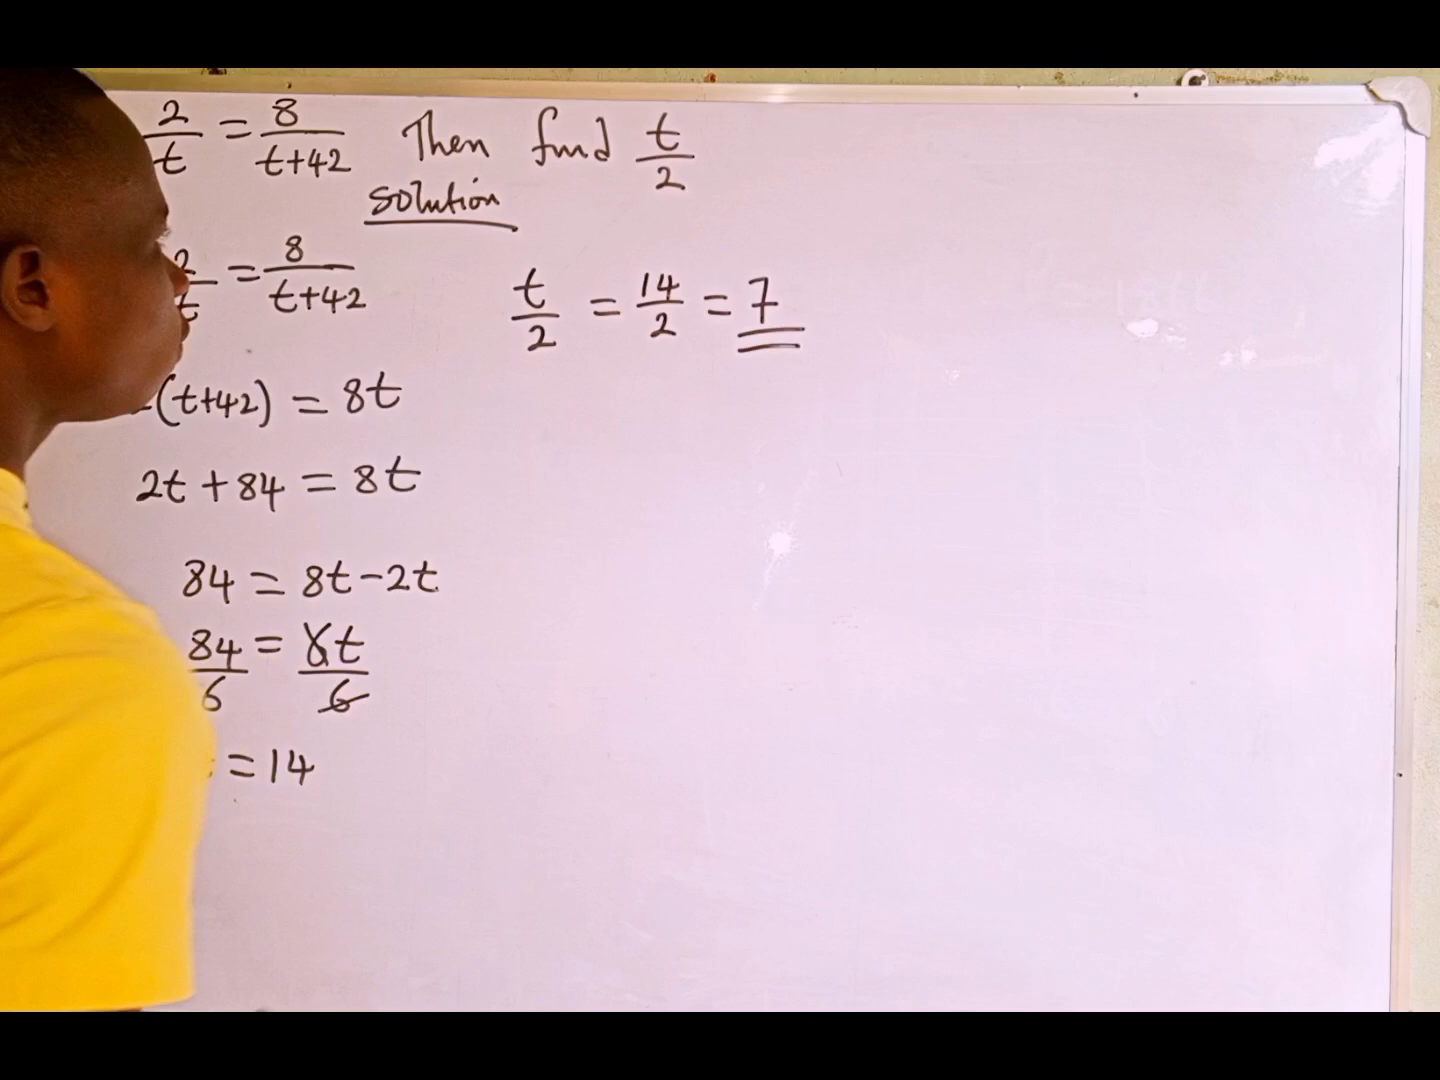 2/t = 8/(t+42) Then find t/2
solution
2/t = 8/(t+42)
(t+42) = 8t
2t + 84 = 8t
84 = 8t - 2t
84/6 = 6t/6
= 14
t/2 = 14/2 = 7